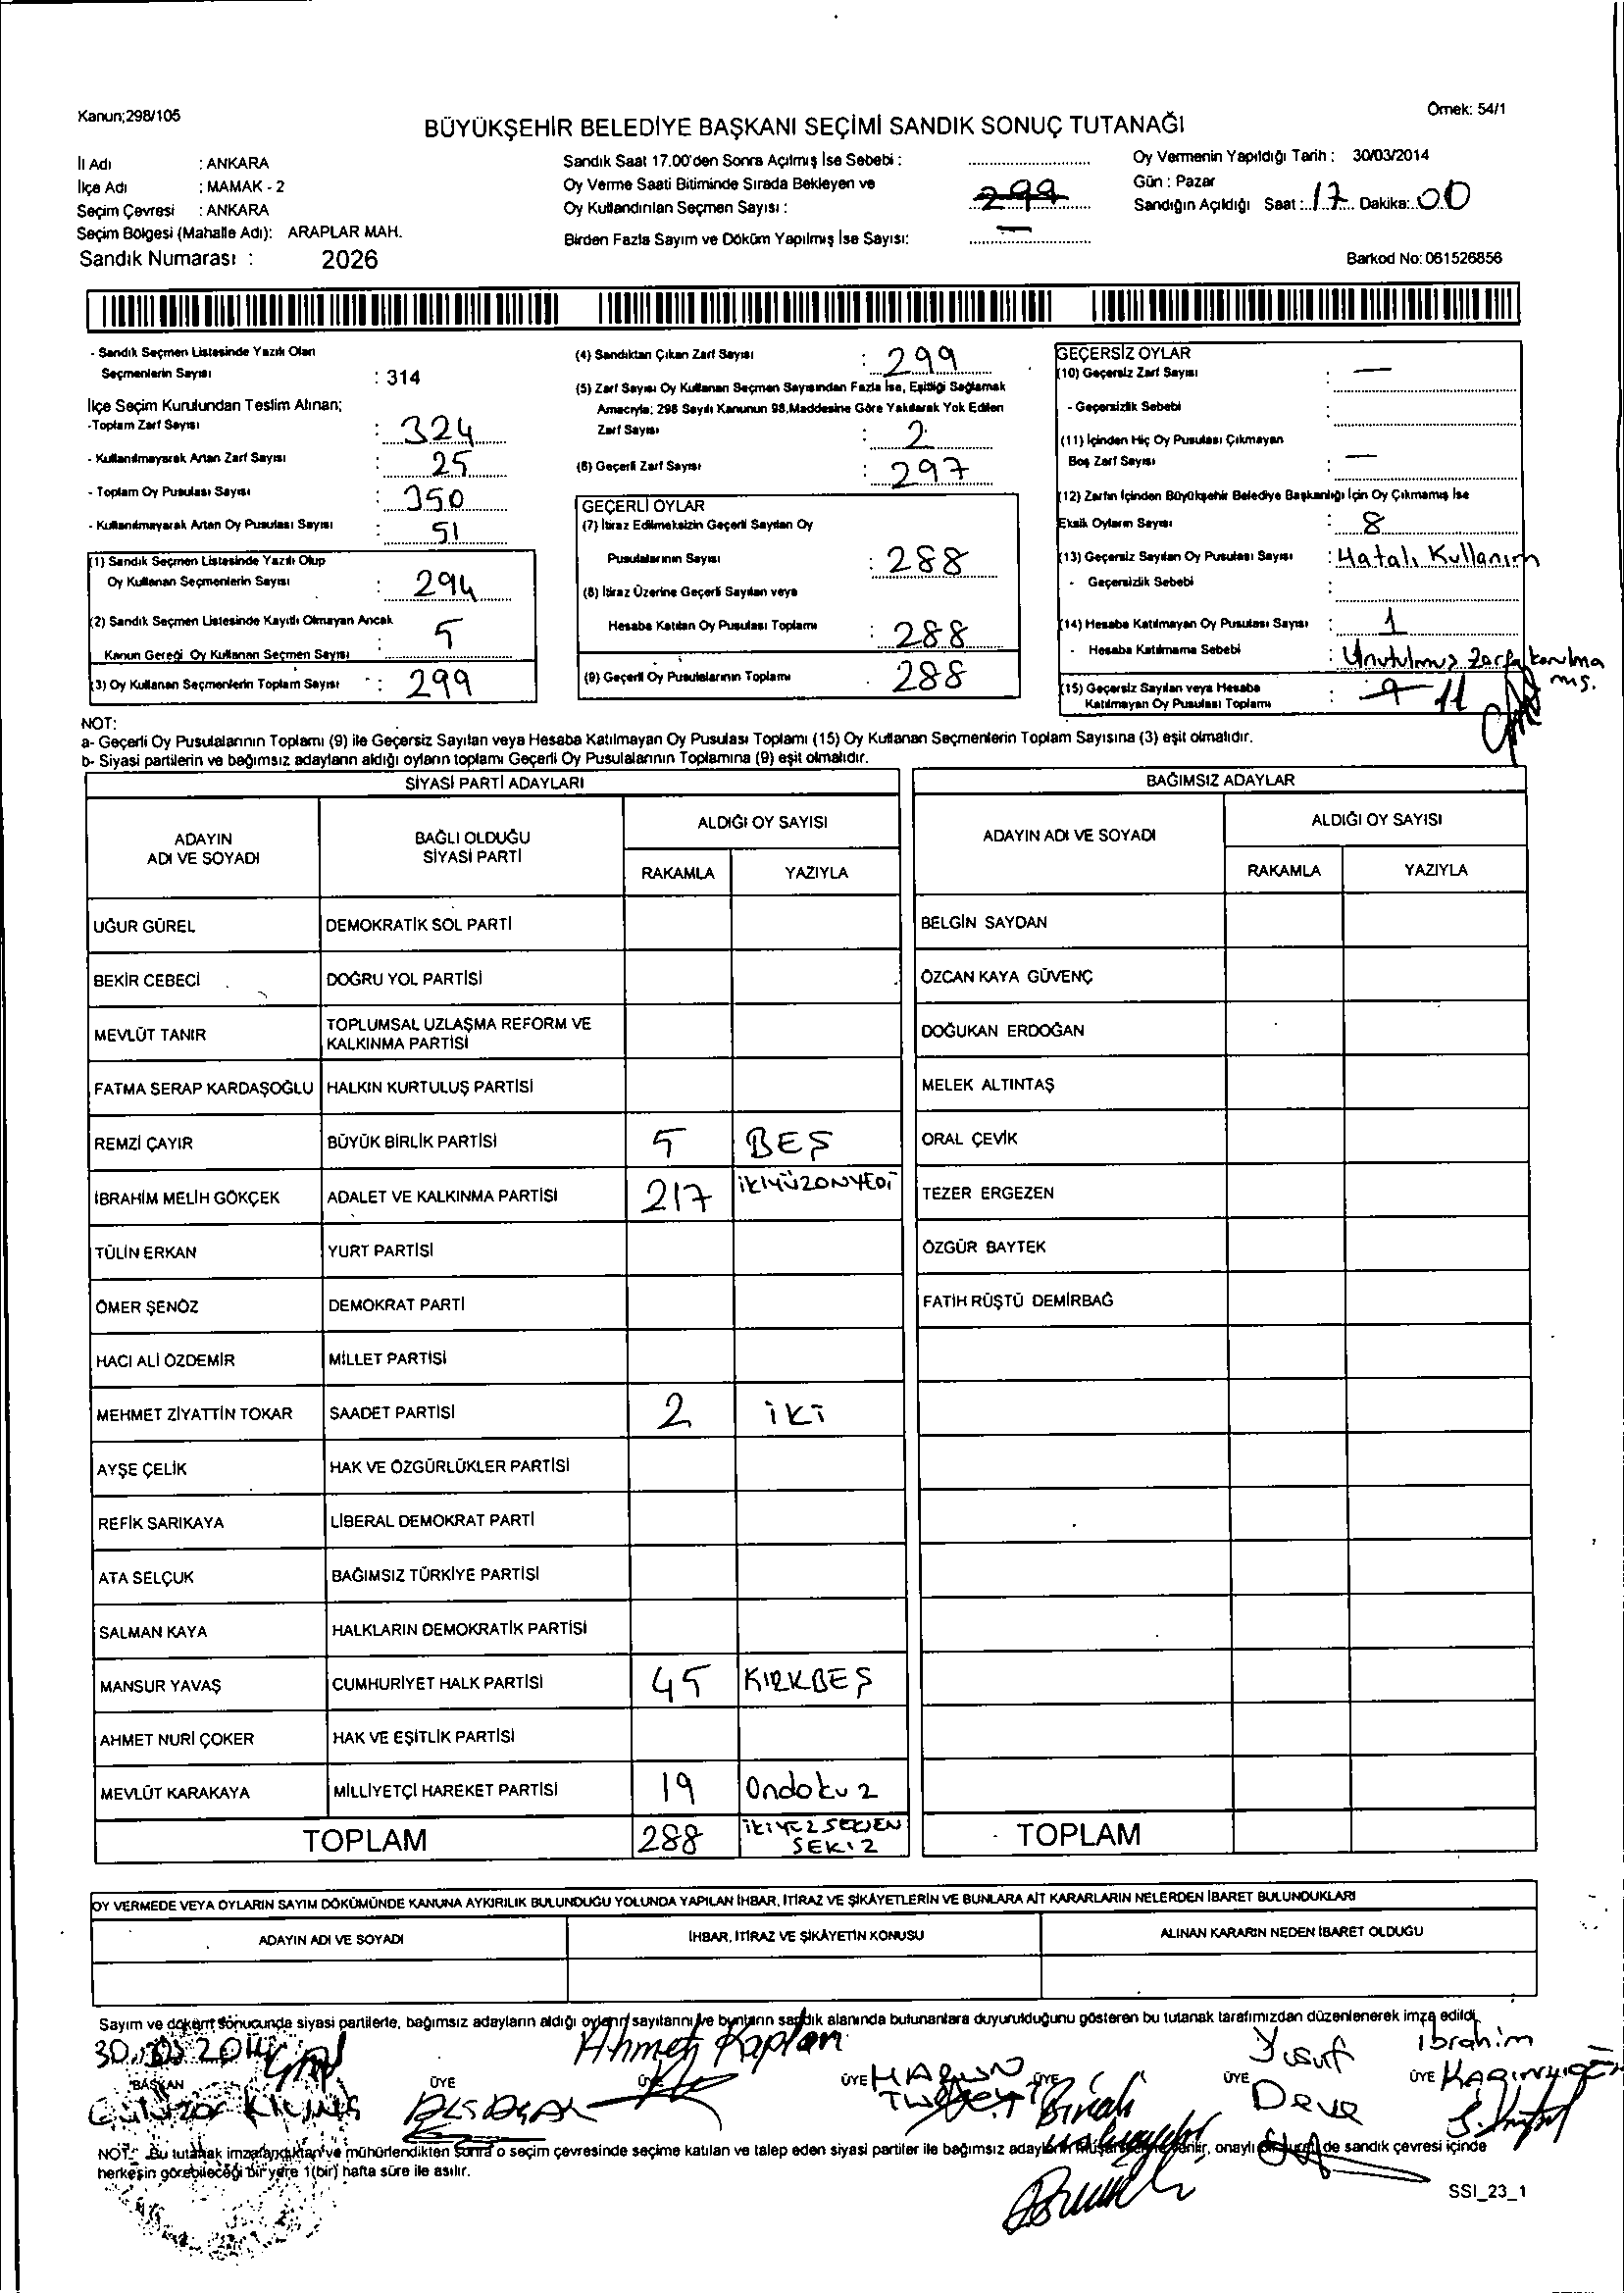 Kanun;298/105
Örnek: 54/1
BÜYÜKŞEHİR BELEDİYE BAŞKANI SEÇİMİ SANDIK SONUÇ TUTANAĞI
İl Adı : ANKARA
İlçe Adı : MAMAK - 2
Seçim Çevresi : ANKARA
Seçim Bölgesi (Mahalle Adı): ARAPLAR MAH.
Sandık Numarası : 2026
Sandık Saat 17.00'den Sonra Açılmış İse Sebebi :
Oy Verme Saati Bitiminde Sırada Bekleyen ve
Oy Kullandırılan Seçmen Sayısı : 299
Birden Fazla Sayım ve Döküm Yapılmış İse Sayısı: —
Oy Vermenin Yapıldığı Tarih : 30/03/2014
Gün : Pazar
Sandığın Açıldığı Saat : 17 Dakika: 00
Barkod No: 061526856
- Sandık Seçmen Listesinde Yazılı Olan
Seçmenlerin Sayısı : 314
İlçe Seçim Kurulundan Teslim Alınan;
-Toplam Zarf Sayısı : 324
- Kullanılmayarak Artan Zarf Sayısı : 25
- Toplam Oy Pusulası Sayısı : 350
- Kullanılmayarak Artan Oy Pusulası Sayısı : 51
(1) Sandık Seçmen Listesinde Yazılı Olup
Oy Kullanan Seçmenlerin Sayısı : 294
(2) Sandık Seçmen Listesinde Kayıtlı Olmayan Ancak
Kanun Gereği Oy Kullanan Seçmen Sayısı : 5
(3) Oy Kullanan Seçmenlerin Toplam Sayısı : 299
(4) Sandıktan Çıkan Zarf Sayısı : 299
(5) Zarf Sayısı Oy Kullanan Seçmen Sayısından Fazla İse, Eşitliği Sağlamak
Amacıyla; 298 Sayılı Kanunun 98.Maddesine Göre Yakılarak Yok Edilen
Zarf Sayısı : 2
(6) Geçerli Zarf Sayısı : 297
GEÇERLİ OYLAR
(7) İtiraz Edilmeksizin Geçerli Sayılan Oy
Pusulalarının Sayısı : 288
(8) İtiraz Üzerine Geçerli Sayılan veya
Hesaba Katılan Oy Pusulası Toplamı : 288
(9) Geçerli Oy Pusulalarının Toplamı : 288
GEÇERSİZ OYLAR
(10) Geçersiz Zarf Sayısı : —
- Geçersizlik Sebebi :
(11) İçinden Hiç Oy Pusulası Çıkmayan
Boş Zarf Sayısı : —
(12) Zarfın İçinden Büyükşehir Belediye Başkanlığı İçin Oy Çıkmamış İse
Eksik Oyların Sayısı : 8
(13) Geçersiz Sayılan Oy Pusulası Sayısı : Hatalı Kullanım
- Geçersizlik Sebebi :
(14) Hesaba Katılmayan Oy Pusulası Sayısı : 1
- Hesaba Katılmama Sebebi : Unutulmuş zarfa konulma
mış.
(15) Geçersiz Sayılan veya Hesaba
Katılmayan Oy Pusulası Toplamı : 9 11
NOT:
a- Geçerli Oy Pusulalarının Toplamı (9) ile Geçersiz Sayılan veya Hesaba Katılmayan Oy Pusulası Toplamı (15) Oy Kullanan Seçmenlerin Toplam Sayısına (3) eşit olmalıdır.
b- Siyasi partilerin ve bağımsız adayların aldığı oyların toplamı Geçerli Oy Pusulalarının Toplamına (9) eşit olmalıdır.
SİYASİ PARTİ ADAYLARI
ADAYIN ADI VE SOYADI BAĞLI OLDUĞU SİYASİ PARTİ ALDIĞI OY SAYISI
RAKAMLA YAZIYLA
UĞUR GÜREL DEMOKRATİK SOL PARTİ
BEKİR CEBECİ DOĞRU YOL PARTİSİ
MEVLÜT TANIR TOPLUMSAL UZLAŞMA REFORM VE
KALKINMA PARTİSİ
FATMA SERAP KARDAŞOĞLU HALKIN KURTULUŞ PARTİSİ
REMZİ ÇAYIR BÜYÜK BİRLİK PARTİSİ 5 BEŞ
İBRAHİM MELİH GÖKÇEK ADALET VE KALKINMA PARTİSİ 217 İKİYÜZONYEDİ
TÜLİN ERKAN YURT PARTİSİ
ÖMER ŞENÖZ DEMOKRAT PARTİ
HACI ALİ ÖZDEMİR MİLLET PARTİSİ
MEHMET ZİYATTİN TOKAR SAADET PARTİSİ 2 İKİ
AYŞE ÇELİK HAK VE ÖZGÜRLÜKLER PARTİSİ
REFİK SARIKAYA LİBERAL DEMOKRAT PARTİ
ATA SELÇUK BAĞIMSIZ TÜRKİYE PARTİSİ
SALMAN KAYA HALKLARIN DEMOKRATİK PARTİSİ
MANSUR YAVAŞ CUMHURİYET HALK PARTİSİ 45 KIRKBEŞ
AHMET NURİ ÇOKER HAK VE EŞİTLİK PARTİSİ
MEVLÜT KARAKAYA MİLLİYETÇİ HAREKET PARTİSİ 19 Ondokuz
TOPLAM 288 İKİYÜZSEKSEN
SEKİZ
BAĞIMSIZ ADAYLAR
ADAYIN ADI VE SOYADI ALDIĞI OY SAYISI
RAKAMLA YAZIYLA
BELGİN SAYDAN
ÖZCAN KAYA GÜVENÇ
DOĞUKAN ERDOĞAN
MELEK ALTINTAŞ
ORAL ÇEVİK
TEZER ERGEZEN
ÖZGÜR BAYTEK
FATİH RÜŞTÜ DEMİRBAĞ
TOPLAM
OY VERMEDE VEYA OYLARIN SAYIM DÖKÜMÜNDE KANUNA AYKIRILIK BULUNDUĞU YOLUNDA YAPILAN İHBAR, İTİRAZ VE ŞİKÂYETLERİN VE BUNLARA AİT KARARLARIN NELERDEN İBARET BULUNDUKLARI
ADAYIN ADI VE SOYADI İHBAR, İTİRAZ VE ŞİKÂYETİN KONUSU ALINAN KARARIN NEDEN İBARET OLDUĞU
Sayım ve döküm sonucunda siyasi partilerle, bağımsız adayların aldığı oyların sayılarını ve bunların sandık alanında bulunanlara duyurulduğunu gösteren bu tutanak tarafımızdan düzenlenerek imza edildi.
30.03.2014 Ahmet Kaplan Yusuf ibrahim
BAŞKAN ÜYE ÜYE ÜYE HARUN ÜYE ÜYE Deve ÜYE
NOT:- Bu tutanak imzalandıktan ve mühürlendikten sonra o seçim çevresinde seçime katılan ve talep eden siyasi partiler ile bağımsız adayların verilir, onaylı de sandık çevresi içinde
herkesin görebileceği bir yere 1(bir) hafta süre ile asılır.
SSI_23_1